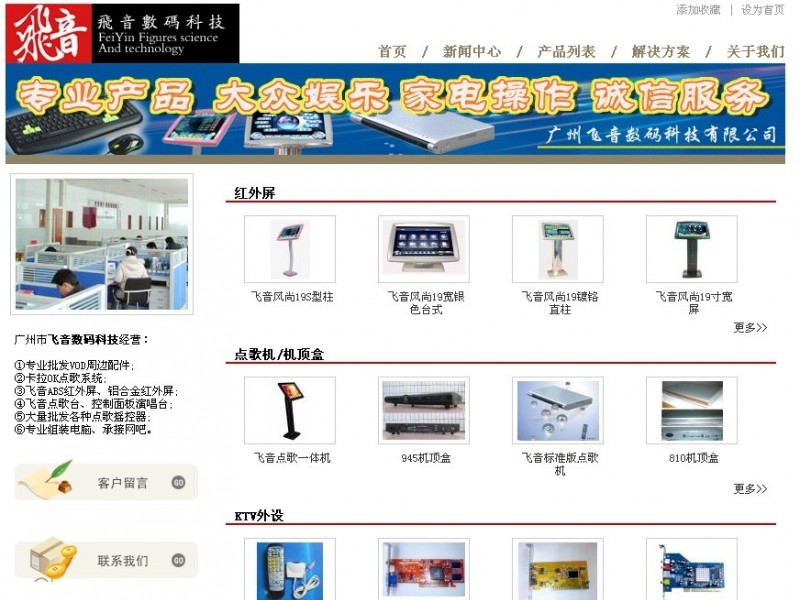 添加收藏 | 设为首页
飛音 飛音數碼科技
FeiYin Figures science
And technology
首页 / 新闻中心 / 产品列表 / 解决方案 / 关于我们
专业产品 大众娱乐 家电操作 诚信服务
广州飞音数码科技有限公司
红外屏
飞音风尚19S型柱
飞音风尚19宽银色台式
飞音风尚19镀铬直柱
飞音风尚19寸宽屏
更多>>
广州市飞音数码科技经营：
①专业批发VOD周边配件;
②卡拉OK点歌系统;
③飞音ABS红外屏、铝合金红外屏;
④飞音点歌台、控制面板演唱台;
⑤大量批发各种点歌摇控器;
⑥专业组装电脑、承接网吧。
点歌机/机顶盒
飞音点歌一体机
945机顶盒
飞音标准版点歌机
810机顶盒
更多>>
客户留言 GO
联系我们 GO
KTV外设